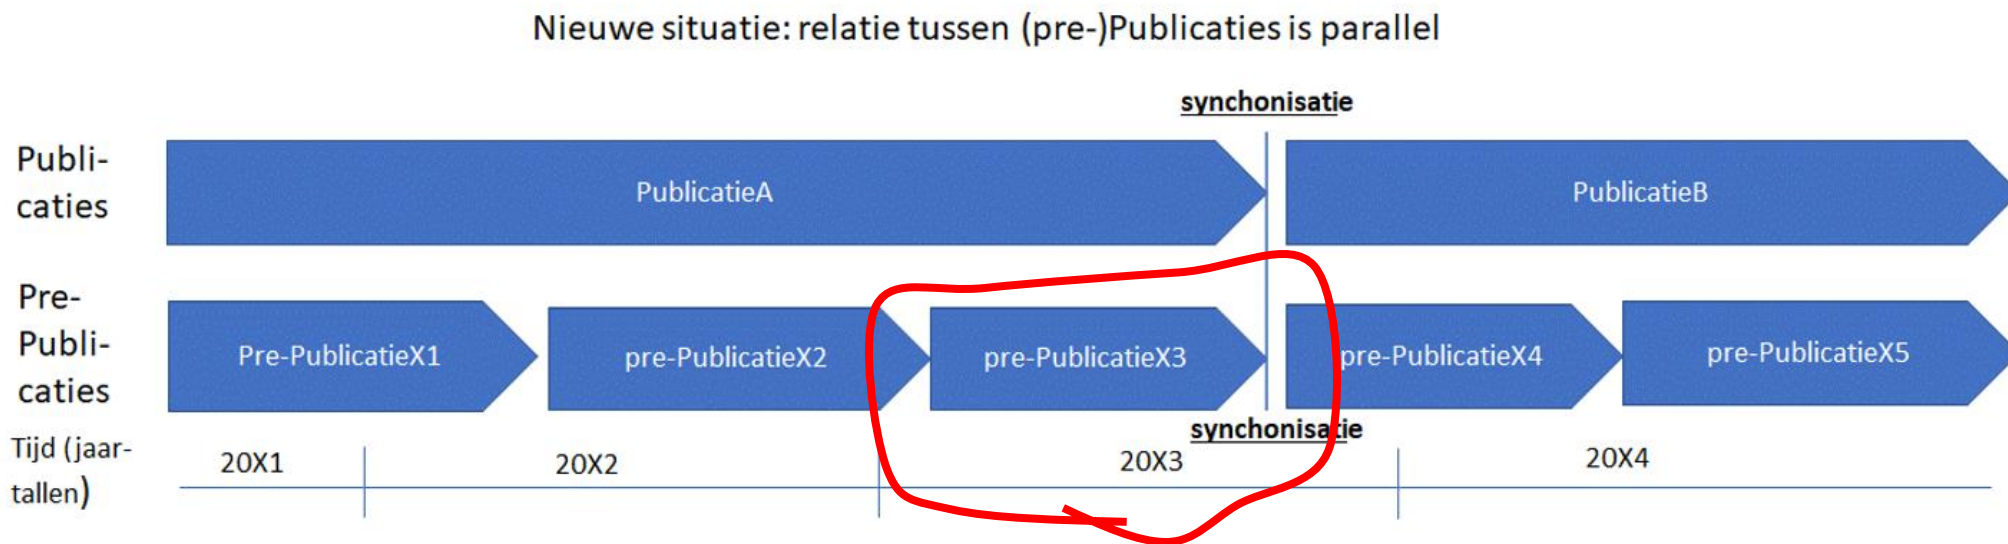 Nieuwe situatie: relatie tussen (pre-)Publicaties is parallel
synchonisatie
Publi-
caties
PublicatieA
PublicatieB
Pre-
Publi-
caties
Pre-PublicatieX1
pre-PublicatieX2
pre-PublicatieX3
pre-PublicatieX4
pre-PublicatieX5
synchonisatie
Tijd (jaar-
tallen)
20X1
20X2
20X3
20X4